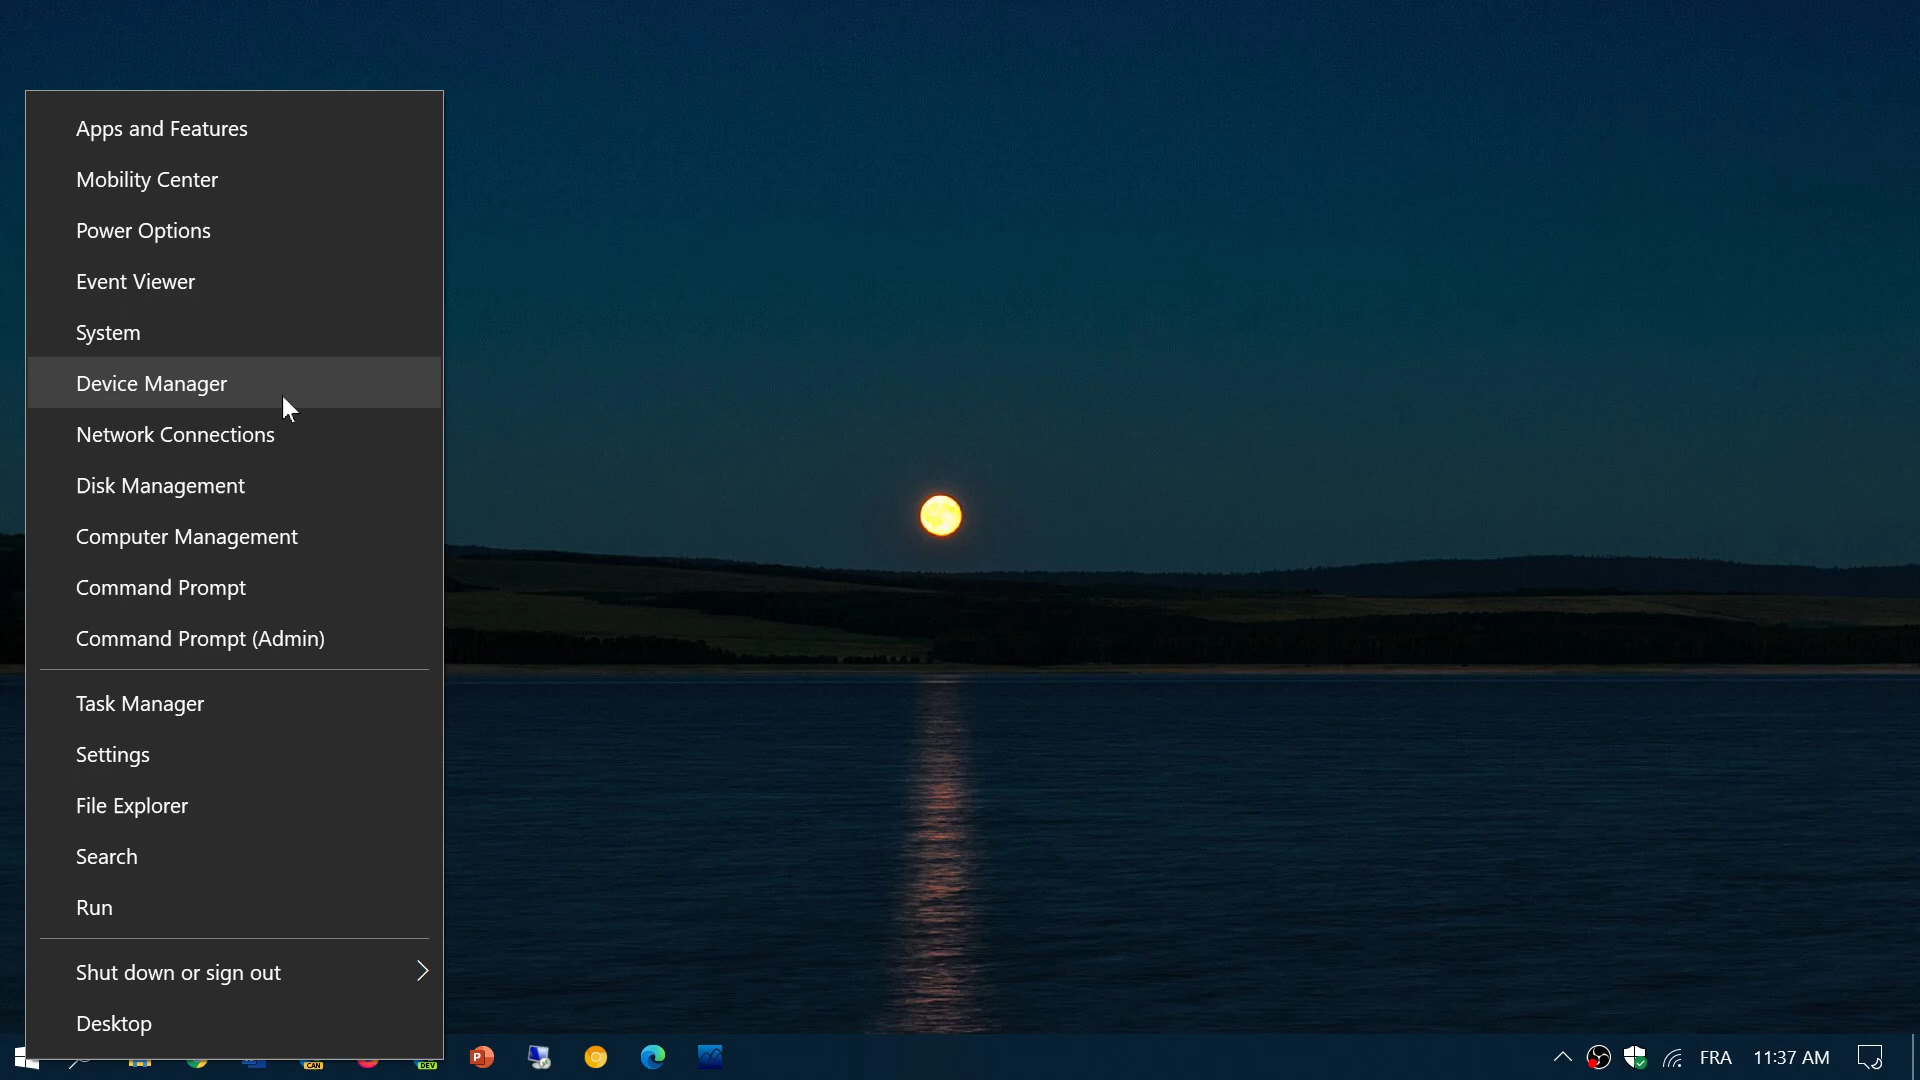 Apps and Features
Mobility Center
Power Options
Event Viewer
System
Device Manager
Network Connections
Disk Management
Computer Management
Command Prompt
Command Prompt (Admin)
Task Manager
Settings
File Explorer
Search
Run
Shut down or sign out
Desktop
CAN
DEV
P
FRA
11:37 AM